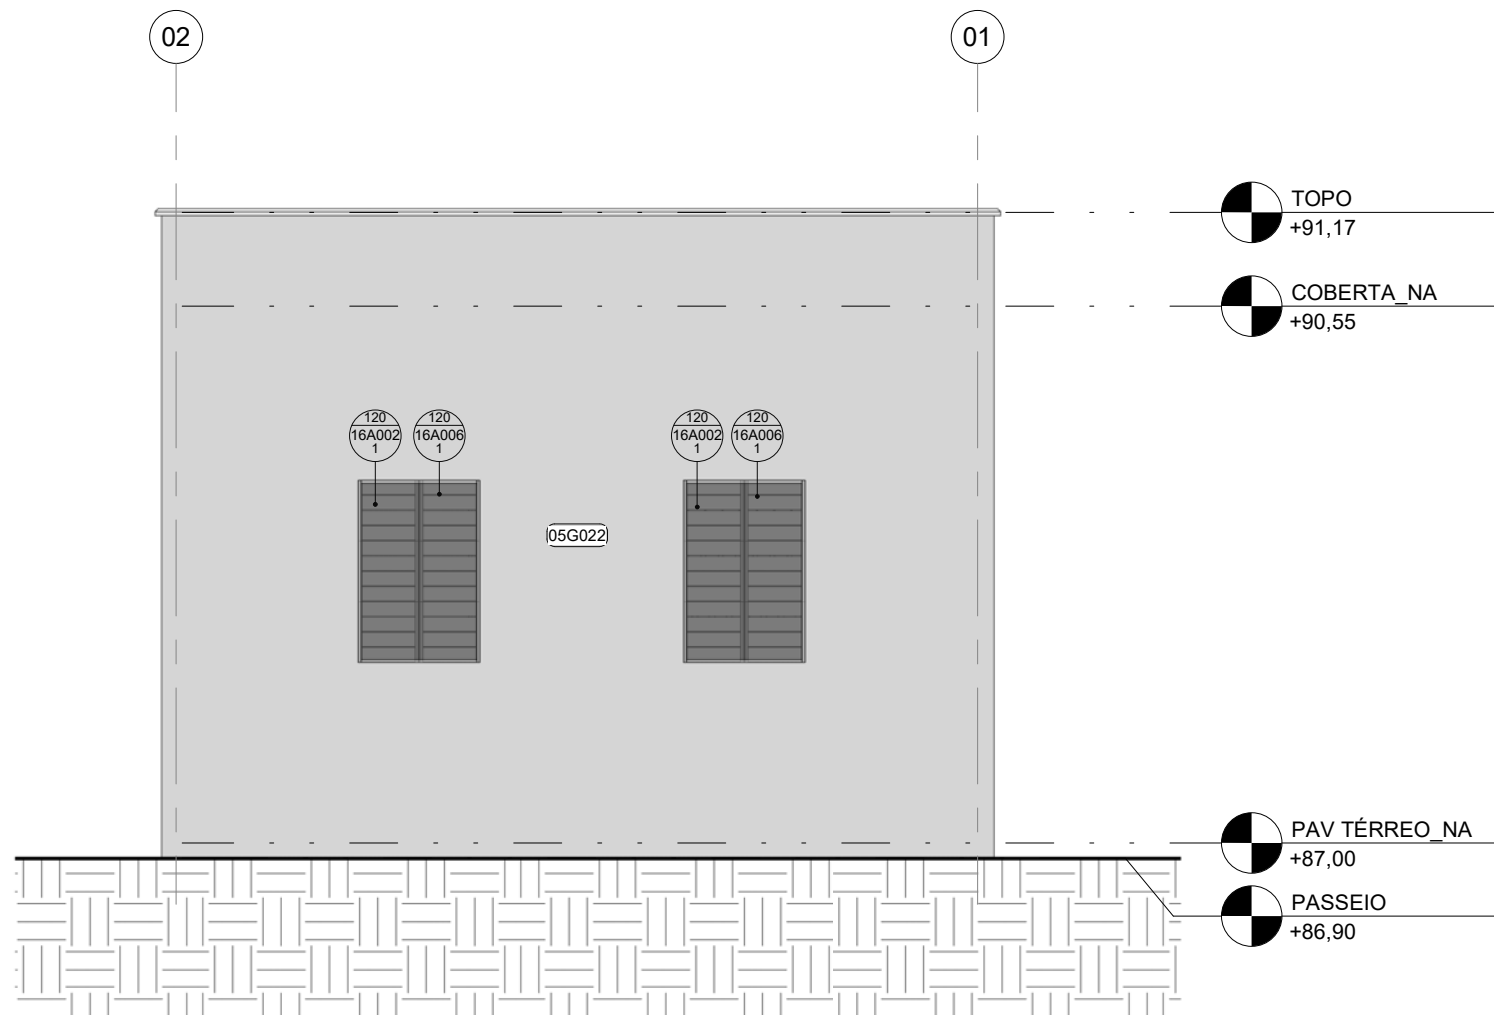 02
01
TOPO
+91,17
COBERTA_NA
+90,55
120
16A002
1
120
16A006
1
120
16A002
1
120
16A006
1
05G022
PAV TÉRREO_NA
+87,00
PASSEIO
+86,90